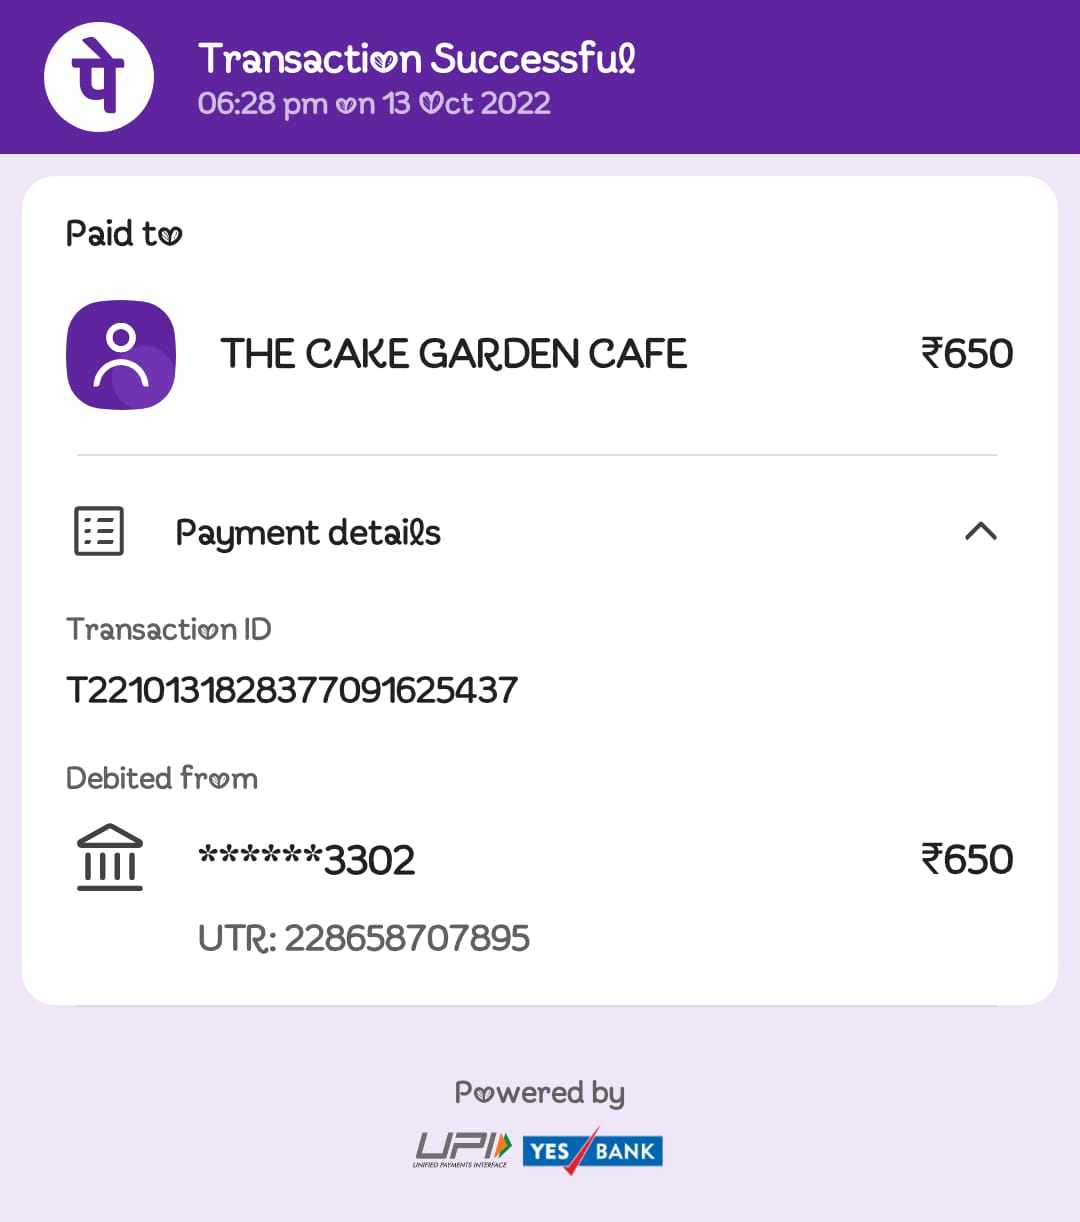 पे
Transaction Successful
06:28 pm on 13 Oct 2022
Paid to
THE CAKE GARDEN CAFE ₹650
Payment details
Transaction ID
T2210131828377091625437
Debited from
******3302 ₹650
UTR: 228658707895
Powered by
UPI YES BANK
UNIFIED PAYMENTS INTERFACE